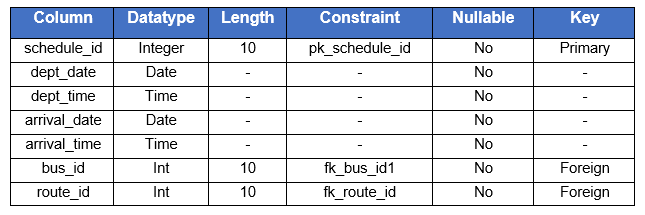 Column Datatype Length Constraint Nullable Key
schedule_id Integer 10 pk_schedule_id No Primary
dept_date Date - - No -
dept_time Time - - No -
arrival_date Date - - No -
arrival_time Time - - No -
bus_id Int 10 fk_bus_id1 No Foreign
route_id Int 10 fk_route_id No Foreign